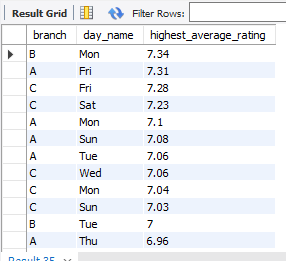 Result Grid Filter Rows:
branch day_name highest_average_rating
B Mon 7.34
A Fri 7.31
C Fri 7.28
C Sat 7.23
A Mon 7.1
A Sun 7.08
A Tue 7.06
C Wed 7.06
C Mon 7.04
C Sun 7.03
B Tue 7
A Thu 6.96
Result 35